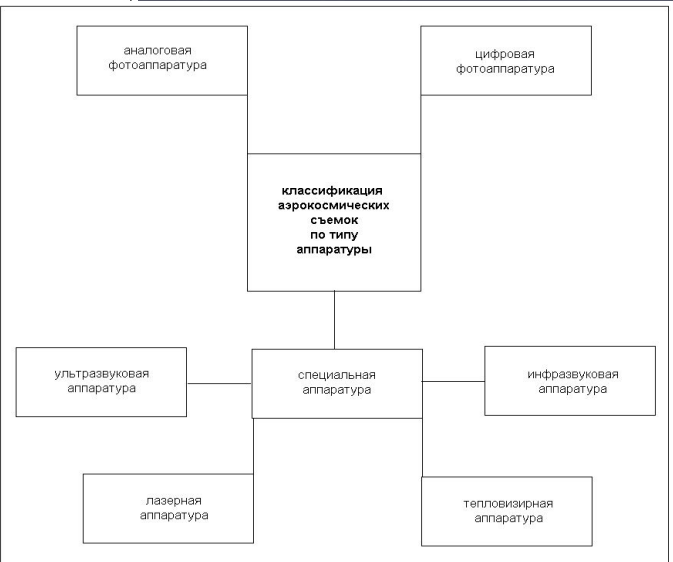 аналоговая
фотоаппаратура
цифровая
фотоаппаратура
классификация
аэрокосмических
съемок
по типу
аппаратуры
ультразвуковая
аппаратура
специальная
аппаратура
инфразвуковая
аппаратура
лазерная
аппаратура
тепловизирная
аппаратура